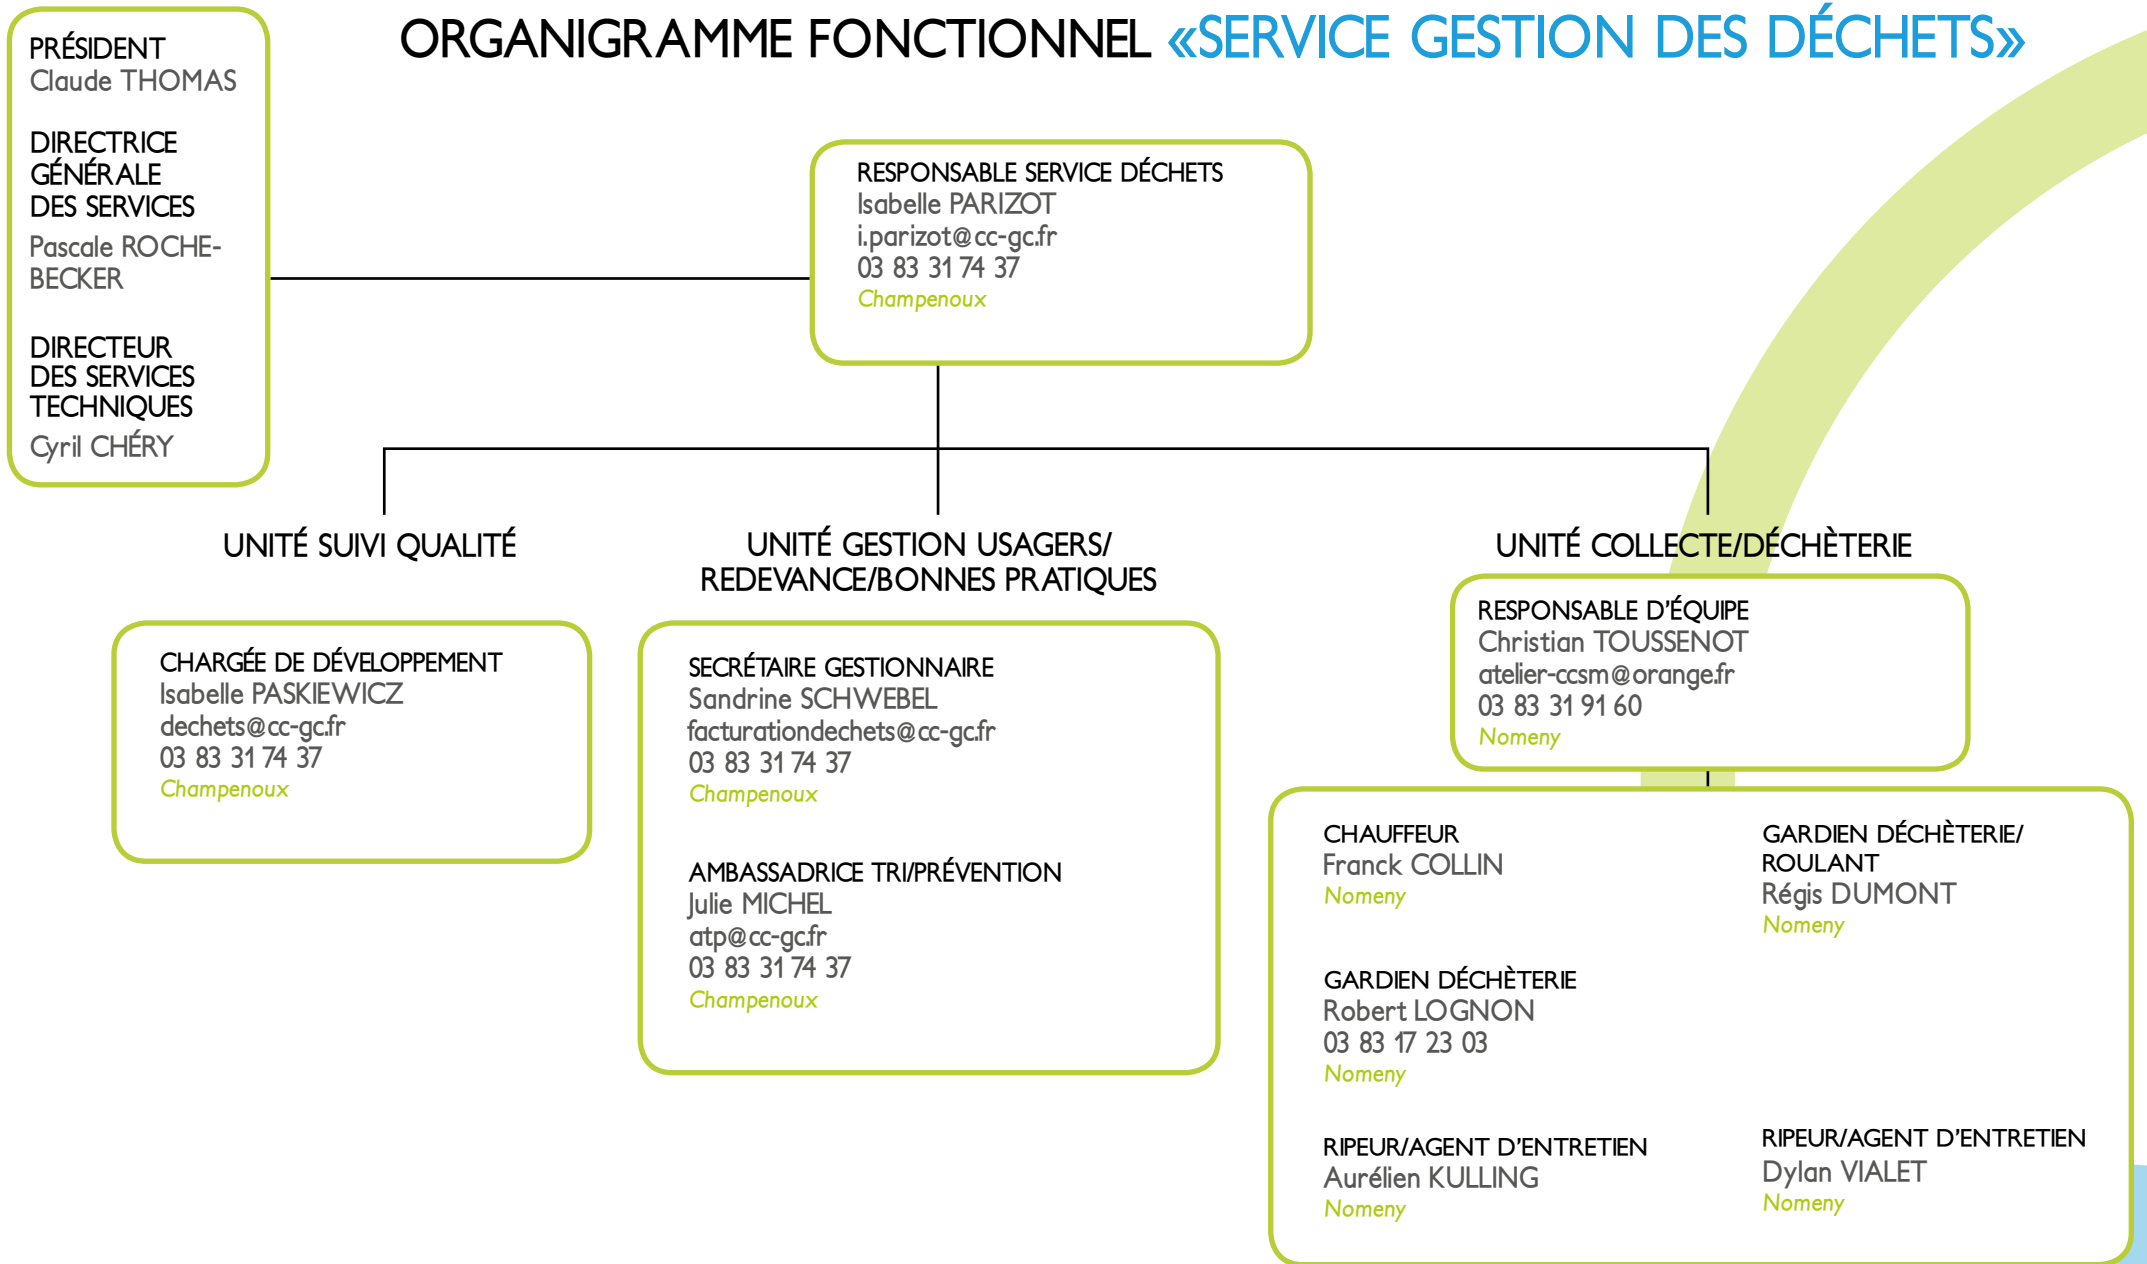 ORGANIGRAMME FONCTIONNEL «SERVICE GESTION DES DÉCHETS»
PRÉSIDENT
Claude THOMAS
DIRECTRICE
GÉNÉRALE
DES SERVICES
Pascale ROCHE-
BECKER
DIRECTEUR
DES SERVICES
TECHNIQUES
Cyril CHÉRY
RESPONSABLE SERVICE DÉCHETS
Isabelle PARIZOT
i.parizot@cc-gc.fr
03 83 31 74 37
Champenoux
UNITÉ SUIVI QUALITÉ
CHARGÉE DE DÉVELOPPEMENT
Isabelle PASKIEWICZ
dechets@cc-gc.fr
03 83 31 74 37
Champenoux
UNITÉ GESTION USAGERS/
REDEVANCE/BONNES PRATIQUES
SECRÉTAIRE GESTIONNAIRE
Sandrine SCHWEBEL
facturationdechets@cc-gc.fr
03 83 31 74 37
Champenoux
AMBASSADRICE TRI/PRÉVENTION
Julie MICHEL
atp@cc-gc.fr
03 83 31 74 37
Champenoux
UNITÉ COLLECTE/DÉCHÈTERIE
RESPONSABLE D'ÉQUIPE
Christian TOUSSENOT
atelier-ccsm@orange.fr
03 83 31 91 60
Nomeny
CHAUFFEUR
Franck COLLIN
Nomeny
GARDIEN DÉCHÈTERIE/
ROULANT
Régis DUMONT
Nomeny
GARDIEN DÉCHÈTERIE
Robert LOGNON
03 83 17 23 03
Nomeny
RIPEUR/AGENT D'ENTRETIEN
Aurélien KULLING
Nomeny
RIPEUR/AGENT D'ENTRETIEN
Dylan VIALET
Nomeny